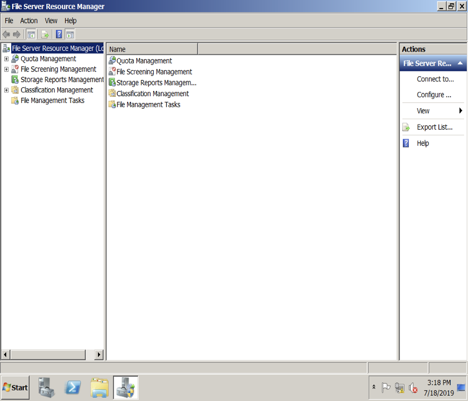 File Server Resource Manager
File Action View Help
File Server Resource Manager (Lc
Quota Management
File Screening Management
Storage Reports Management
Classification Management
File Management Tasks
Name
Quota Management
File Screening Management
Storage Reports Managem...
Classification Management
File Management Tasks
Actions
File Server Re...
Connect to...
Configure ...
View
Export List...
Help
Start
3:18 PM
7/18/2019